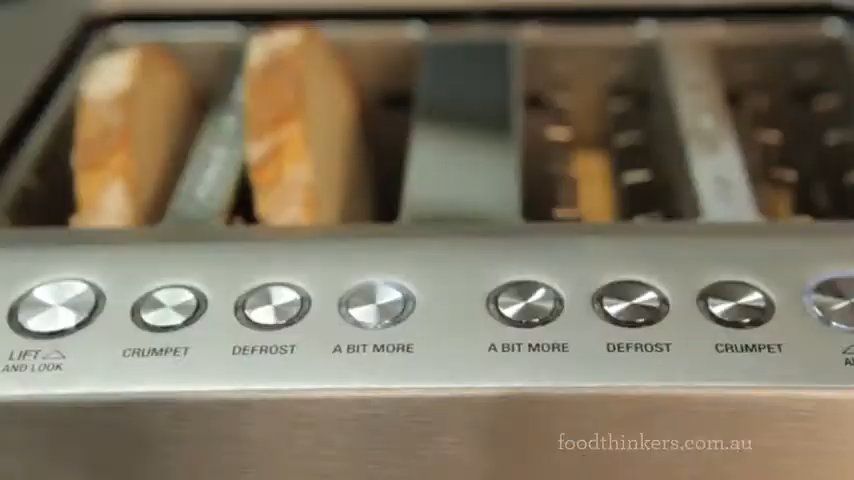 LIFT
AND LOOK
CRUMPET
DEFROST
A BIT MORE
A BIT MORE
DEFROST
CRUMPET
foodthinkers.com.au